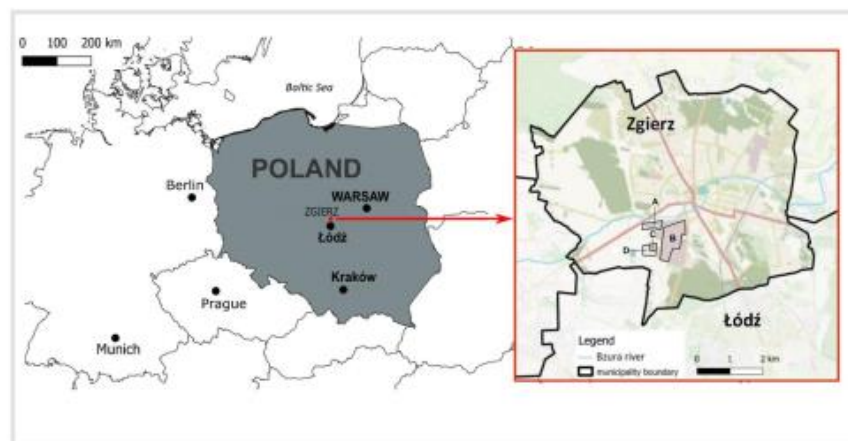 0 100 200 km
Baltic Sea
POLAND
Berlin
WARSAW
ZGIERZ
Łódź
Kraków
Prague
Munich
Zgierz
A
C
B
D
Łódź
Legend
Bzura river
municipality boundary
0 1 2 km